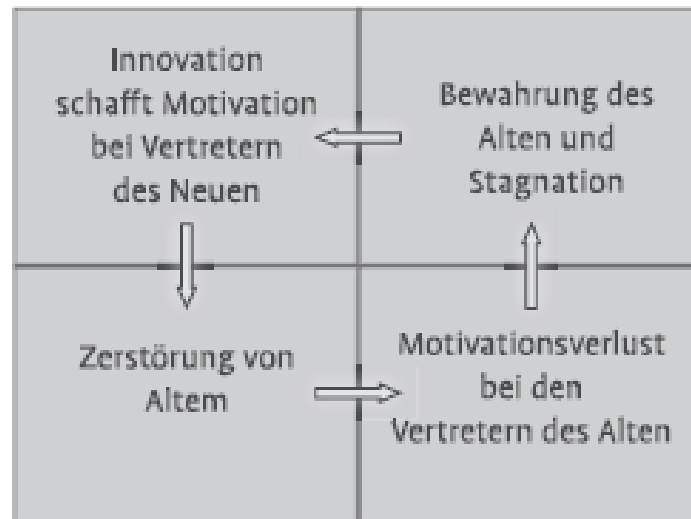 Innovation
schafft Motivation
bei Vertretern
des Neuen
Bewahrung des
Alten und
Stagnation
Zerstörung von
Altem
Motivationsverlust
bei den
Vertretern des Alten